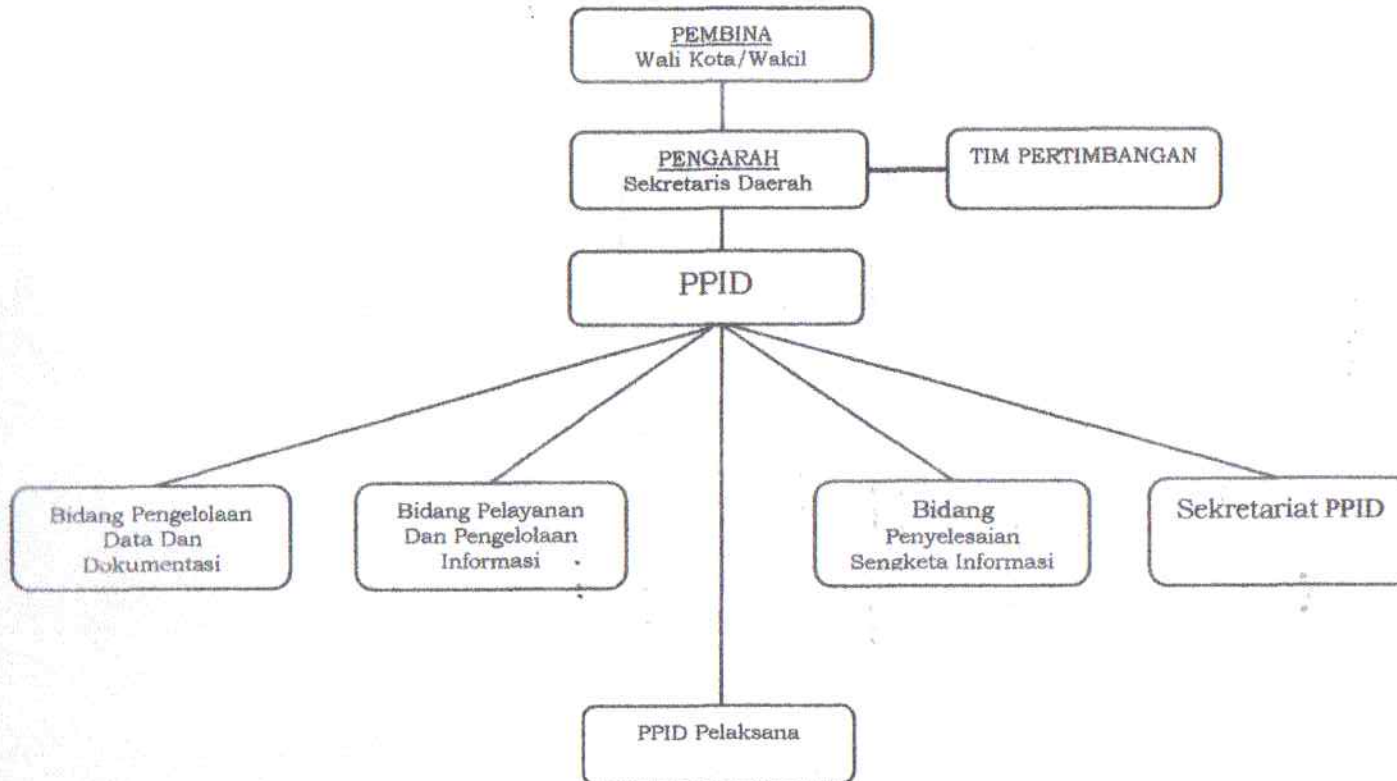 PEMBINA
Wali Kota/Wakil
PENGARAH
Sekretaris Daerah
TIM PERTIMBANGAN
PPID
Bidang Pengelolaan
Data Dan
Dokumentasi
Bidang Pelayanan
Dan Pengelolaan
Informasi
Bidang
Penyelesaian
Sengketa Informasi
Sekretariat PPID
PPID Pelaksana